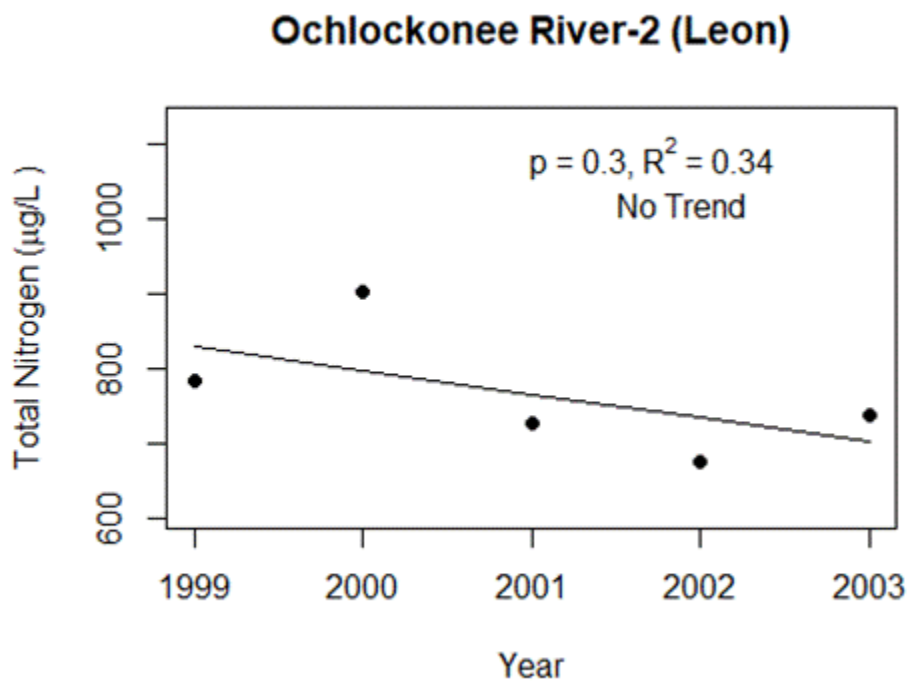 Ochlockonee River-2 (Leon)
p = 0.3, R² = 0.34
No Trend
Total Nitrogen (µg/L )
1000
800
600
1999 2000 2001 2002 2003
Year